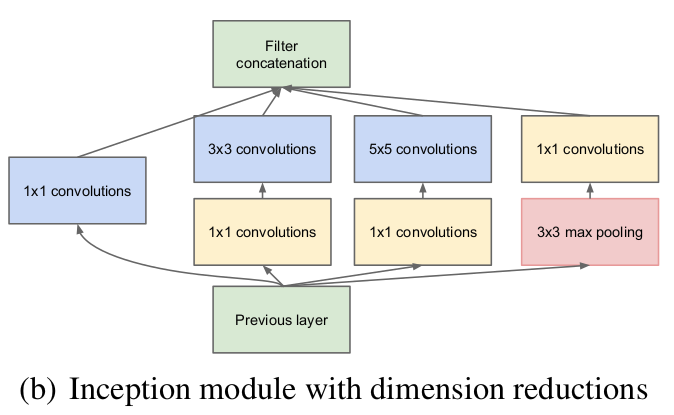 Filter
concatenation
3x3 convolutions
5x5 convolutions
1x1 convolutions
1x1 convolutions
1x1 convolutions
1x1 convolutions
3x3 max pooling
Previous layer
(b) Inception module with dimension reductions